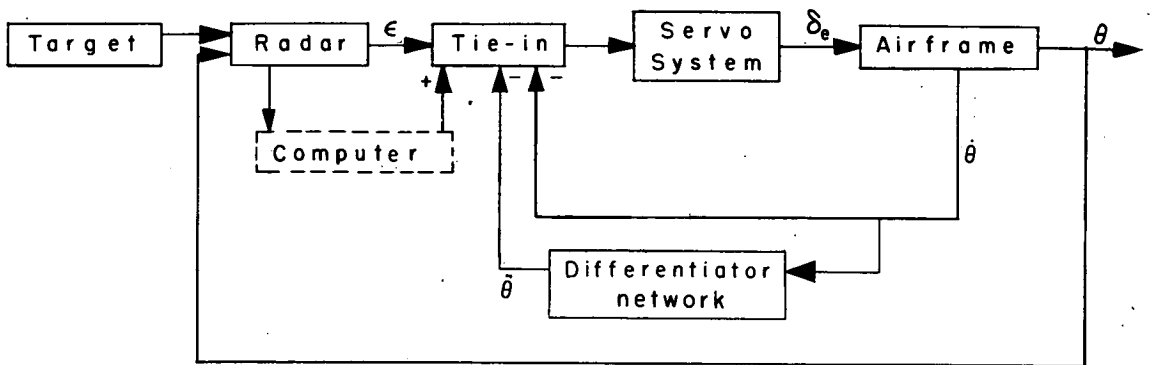 Target
Radar
ϵ
Tie-in
Servo
System
δe
Airframe
θ
+
−
−
Computer
θ̇
Differentiator
network
θ̈